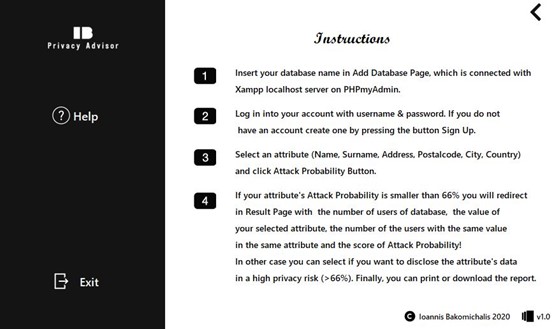 IB
Privacy Advisor
Instructions
1
Insert your database name in Add Database Page, which is connected with
Xampp localhost server on PHPmyAdmin.
? Help
2
Log in into your account with username & password. If you do not
have an account create one by pressing the button Sign Up.
3
Select an attribute (Name, Surname, Address, Postalcode, City, Country)
and click Attack Probability Button.
4
If your attribute's Attack Probability is smaller than 66% you will redirect
in Result Page with the number of users of database, the value of
your selected attribute, the number of the users with the same value
in the same attribute and the score of Attack Probability!
In other case you can select if you want to disclose the attribute's data
in a high privacy risk (>66%). Finally, you can print or download the report.
Exit
C Ioannis Bakomichalis 2020 v1.0